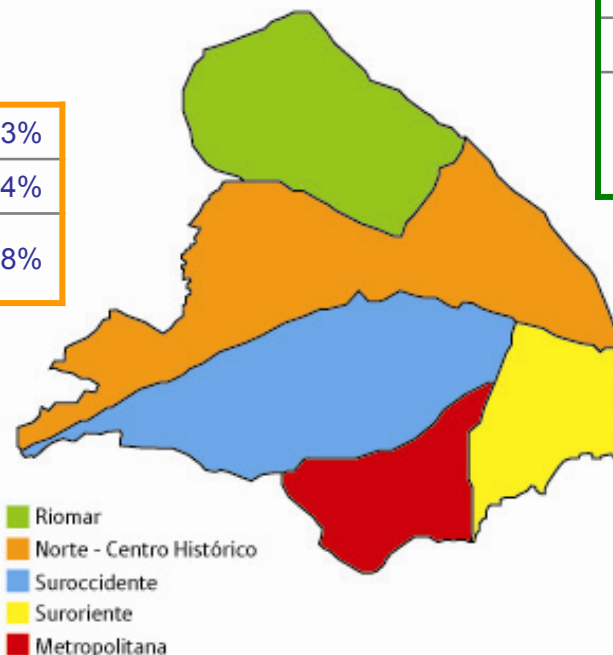 3%
4%
8%
Riomar
Norte - Centro Histórico
Suroccidente
Suroriente
Metropolitana